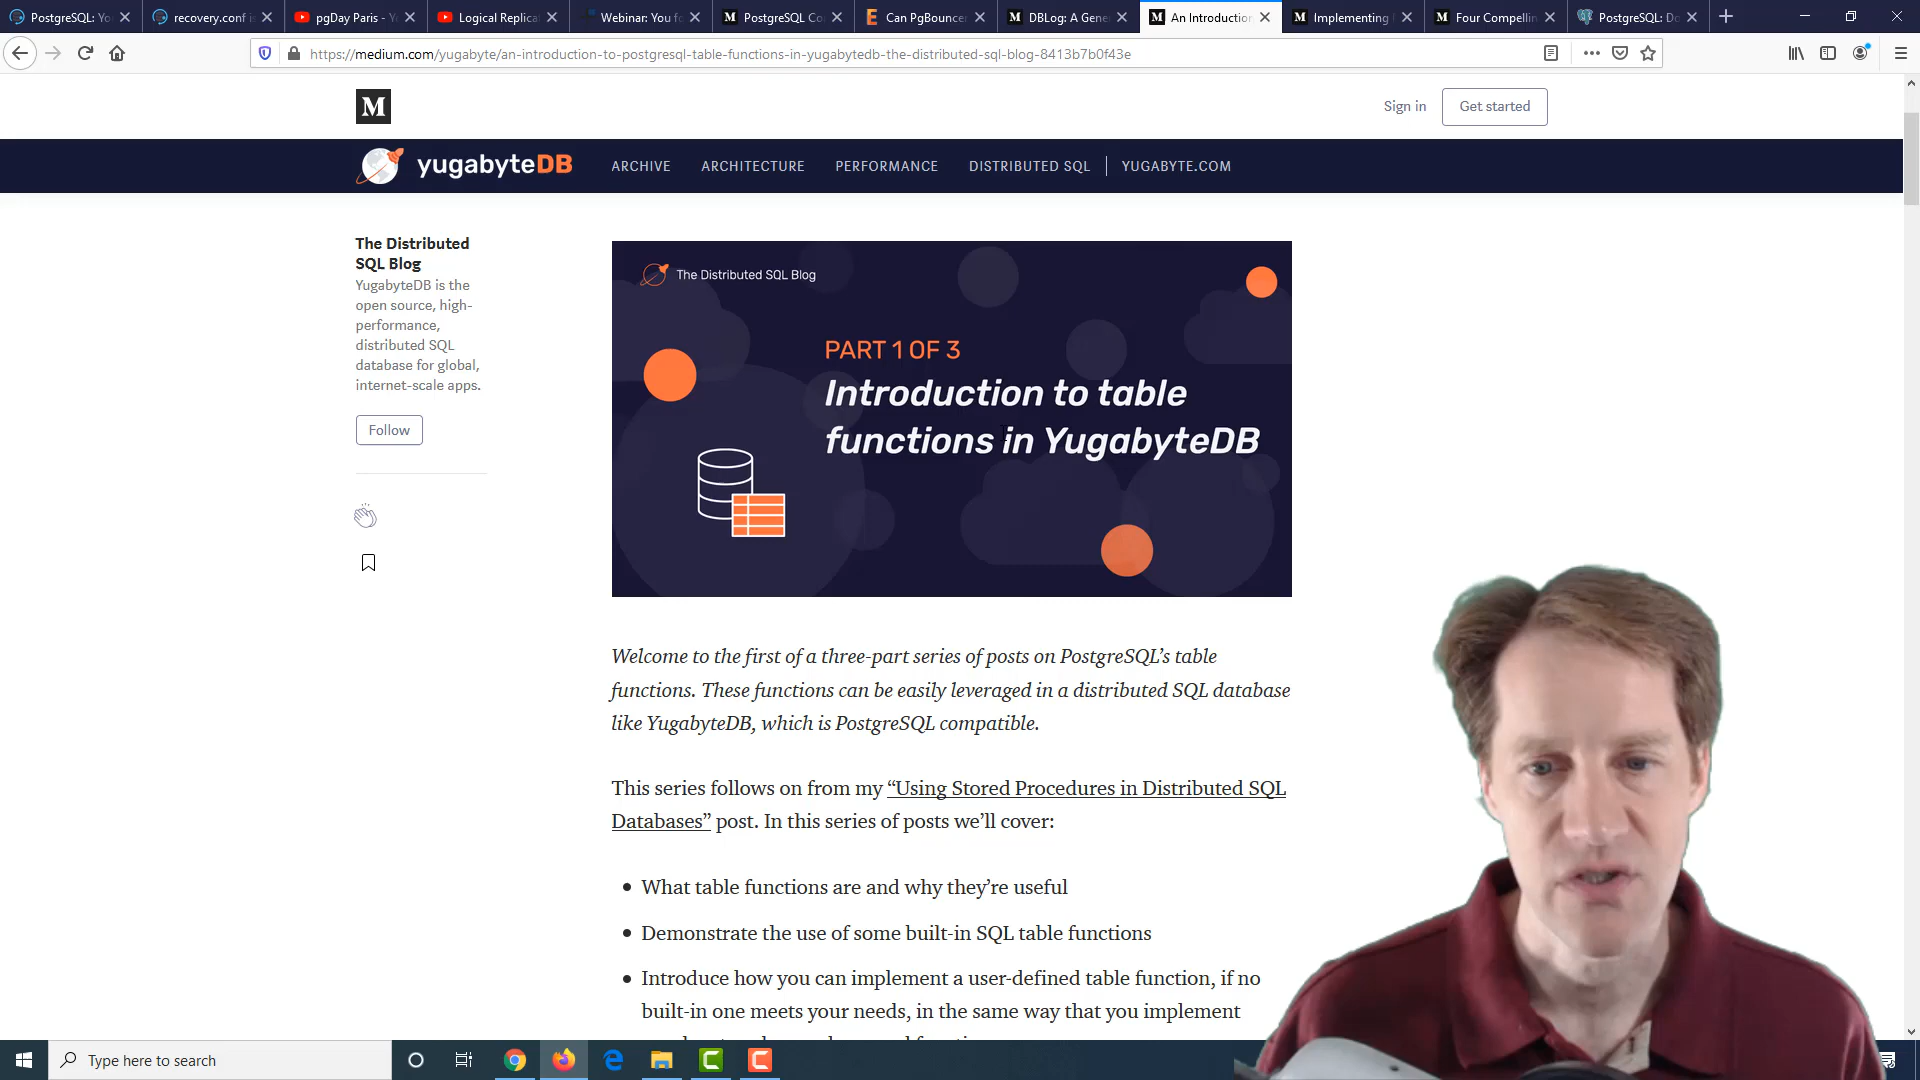 PostgreSQL: Yo
recovery.conf is
pgDay Paris - Y
Logical Replicat
Webinar: You fo
PostgreSQL Co
Can PgBouncer
DBLog: A Gene
An Introduction
Implementing
Four Compellin
PostgreSQL: Do
https://medium.com/yugabyte/an-introduction-to-postgresql-table-functions-in-yugabytedb-the-distributed-sql-blog-8413b7b0f43e
M
Sign in
Get started
yugabyteDB
ARCHIVE
ARCHITECTURE
PERFORMANCE
DISTRIBUTED SQL
YUGABYTE.COM
The Distributed
SQL Blog
YugabyteDB is the
open source, high-
performance,
distributed SQL
database for global,
internet-scale apps.
Follow
The Distributed SQL Blog
PART 1 OF 3
Introduction to table
functions in YugabyteDB
Welcome to the first of a three-part series of posts on PostgreSQL’s table
functions. These functions can be easily leveraged in a distributed SQL database
like YugabyteDB, which is PostgreSQL compatible.
This series follows on from my “Using Stored Procedures in Distributed SQL
Databases” post. In this series of posts we’ll cover:
What table functions are and why they’re useful
Demonstrate the use of some built-in SQL table functions
Introduce how you can implement a user-defined table function, if no
built-in one meets your needs, in the same way that you implement
Type here to search